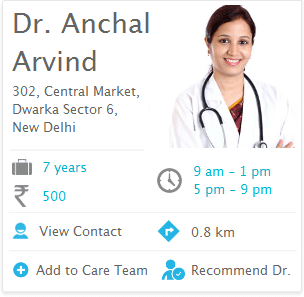 Dr. Anchal
Arvind
302, Central Market,
Dwarka Sector 6,
New Delhi
7 years
9 am – 1 pm
5 pm – 9 pm
₹ 500
View Contact
0.8 km
Add to Care Team
Recommend Dr.